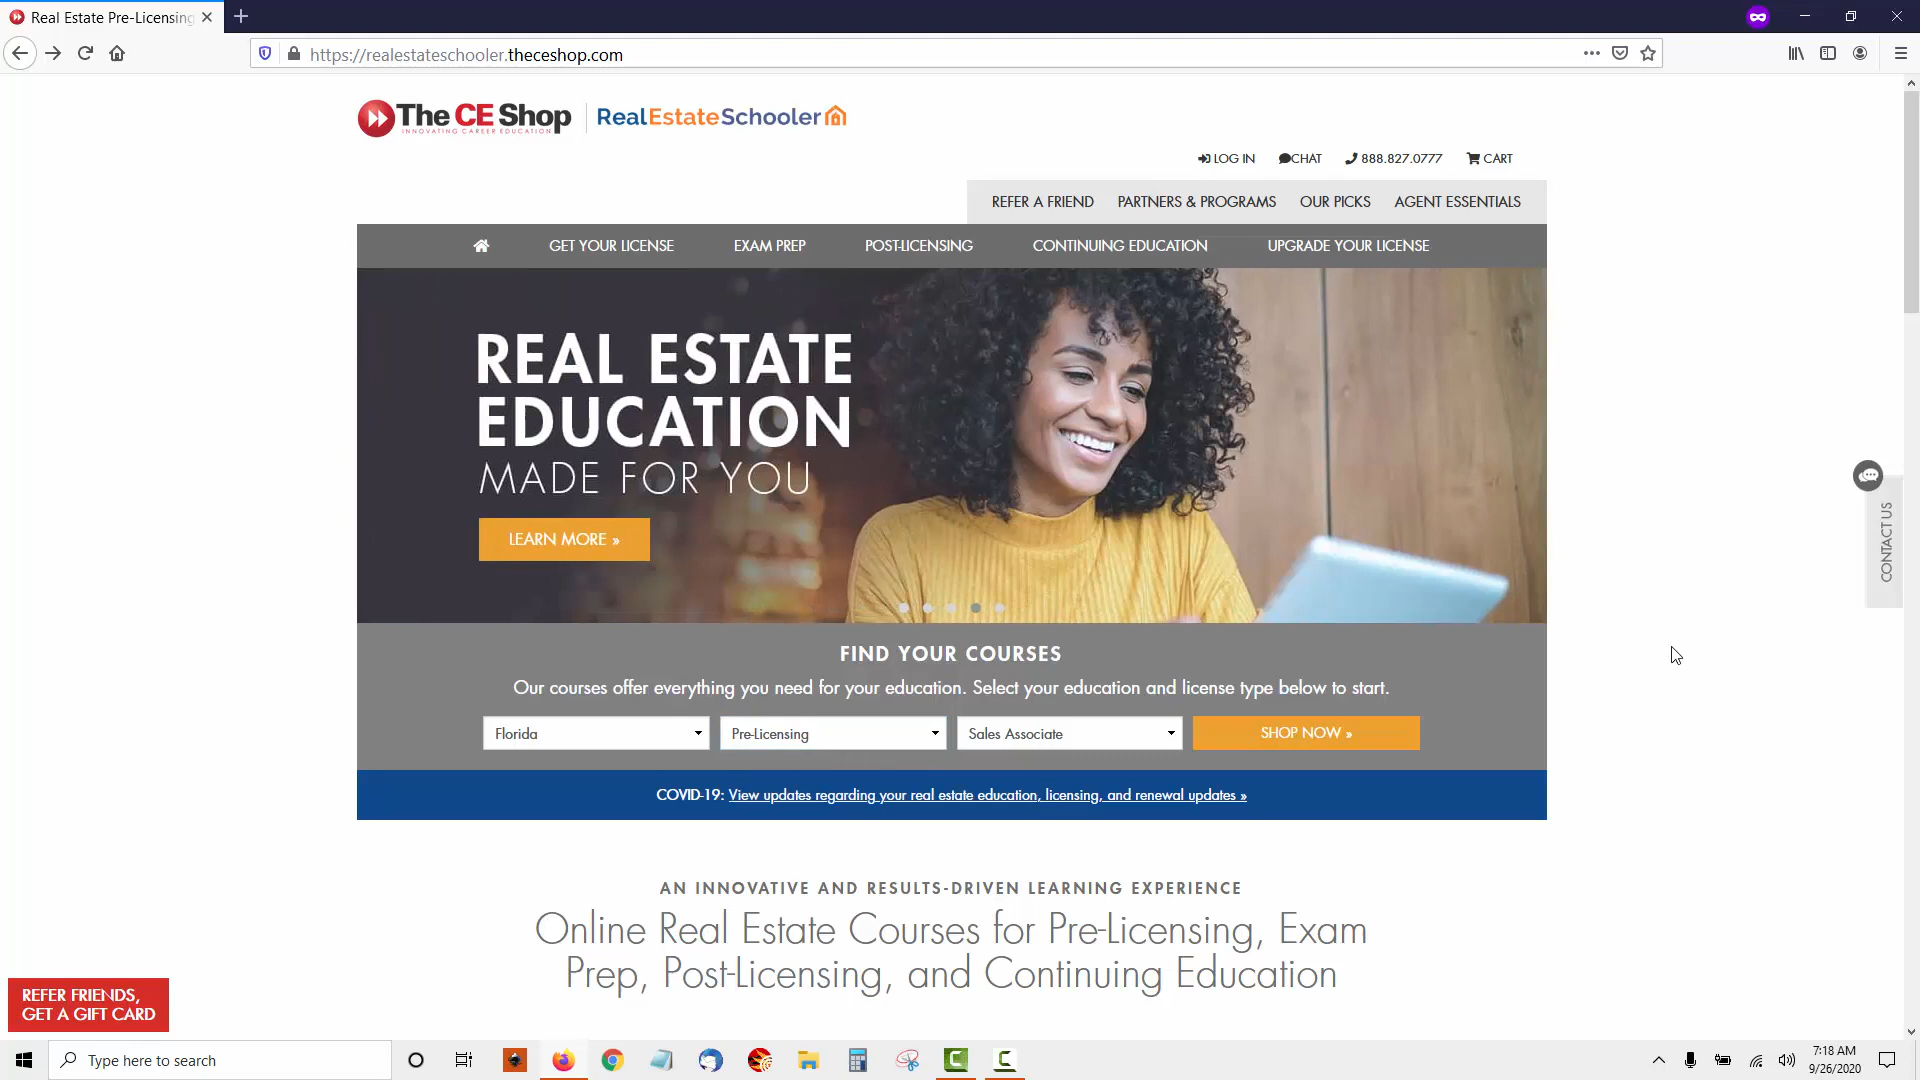 Real Estate Pre-Licensing
https://realestateschooler.theceshop.com
The CE Shop
INNOVATING CAREER EDUCATION
RealEstateSchooler
LOG IN CHAT 888.827.0777 CART
REFER A FRIEND PARTNERS & PROGRAMS OUR PICKS AGENT ESSENTIALS
GET YOUR LICENSE EXAM PREP POST-LICENSING CONTINUING EDUCATION UPGRADE YOUR LICENSE
REAL ESTATE
EDUCATION
MADE FOR YOU
LEARN MORE »
CONTACT US
FIND YOUR COURSES
Our courses offer everything you need for your education. Select your education and license type below to start.
Florida Pre-Licensing Sales Associate SHOP NOW »
COVID-19: View updates regarding your real estate education, licensing, and renewal updates »
AN INNOVATIVE AND RESULTS-DRIVEN LEARNING EXPERIENCE
Online Real Estate Courses for Pre-Licensing, Exam
Prep, Post-Licensing, and Continuing Education
REFER FRIENDS,
GET A GIFT CARD
Type here to search
7:18 AM
9/26/2020